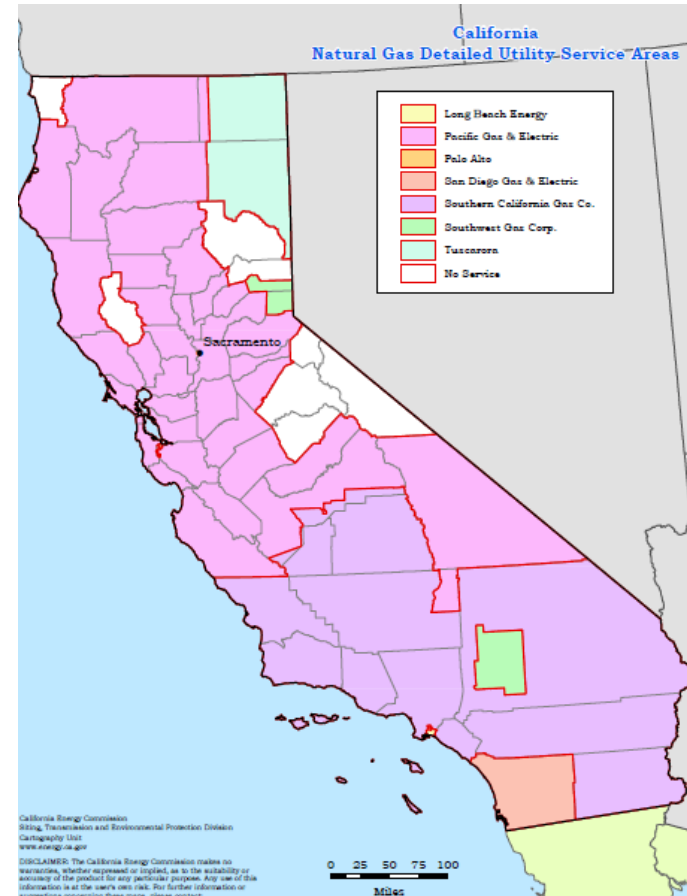 California
Natural Gas Detailed Utility Service Areas
Long Beach Energy
Pacific Gas & Electric
Palo Alto
San Diego Gas & Electric
Southern California Gas Co.
Southwest Gas Corp.
Tuscarora
No Service
Sacramento
California Energy Commission
Siting, Transmission and Environmental Protection Division
Cartography Unit
www.energy.ca.gov
DISCLAIMER: The California Energy Commission makes no
warranties, whether expressed or implied, as to the suitability or
accuracy of the product for any particular purpose. Any use of this
information is at the user's own risk. For further information or
0 25 50 75 100
Miles